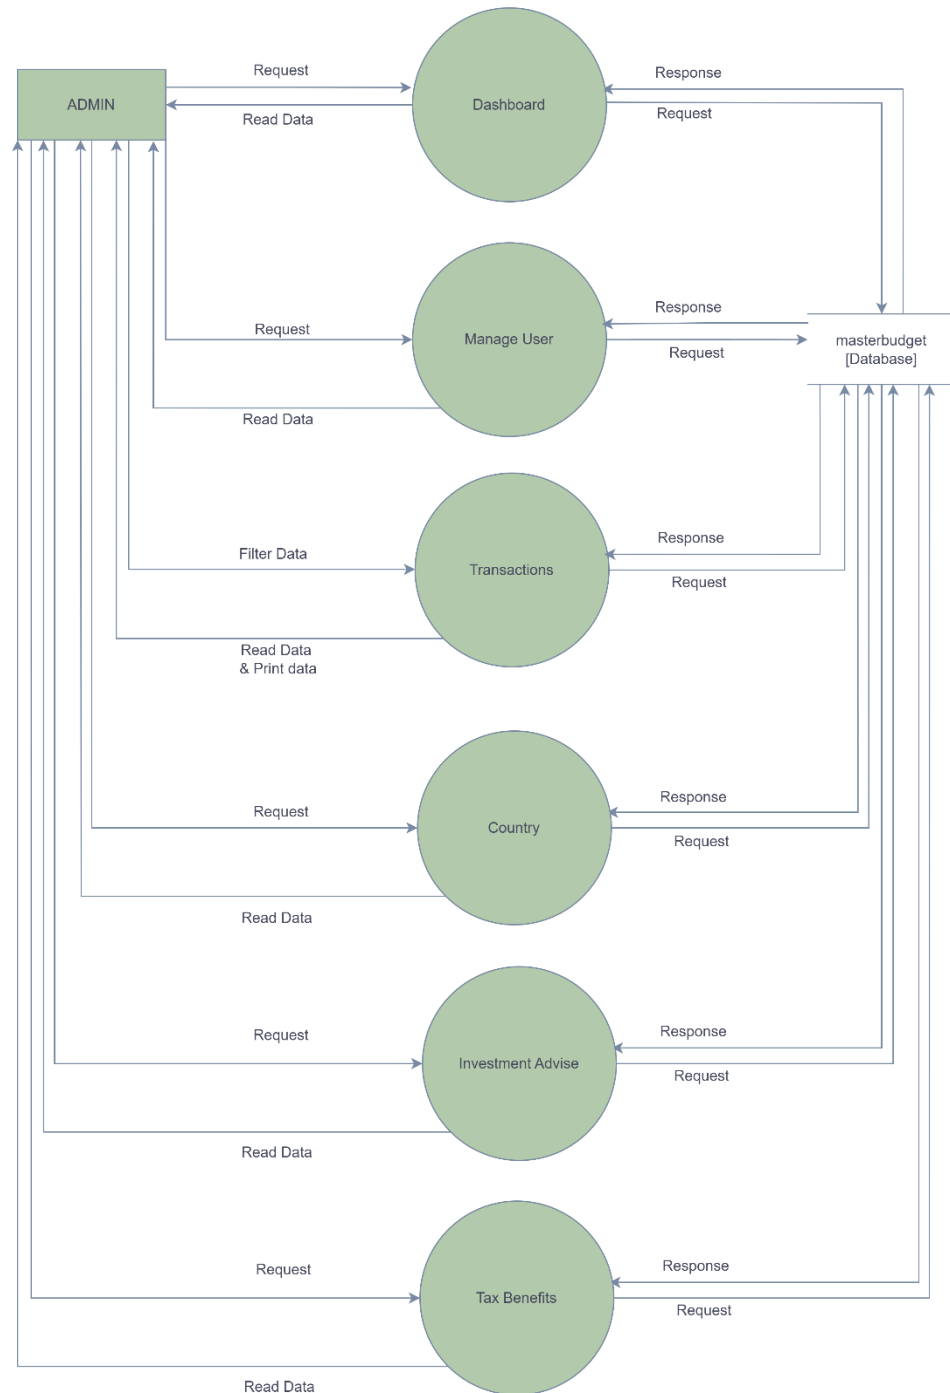 Request
Response
ADMIN
Dashboard
Read Data
Request
Response
Request
Manage User
masterbudget
[Database]
Request
Read Data
Response
Filter Data
Transactions
Request
Read Data
& Print data
Response
Request
Country
Request
Read Data
Response
Request
Investment Advise
Request
Read Data
Response
Request
Tax Benefits
Request
Read Data